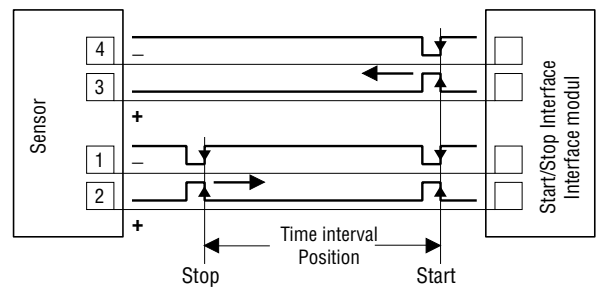 Sensor
4
–
3
+
1
–
2
+
Start/Stop Interface
Interface modul
Time interval
Position
Stop
Start